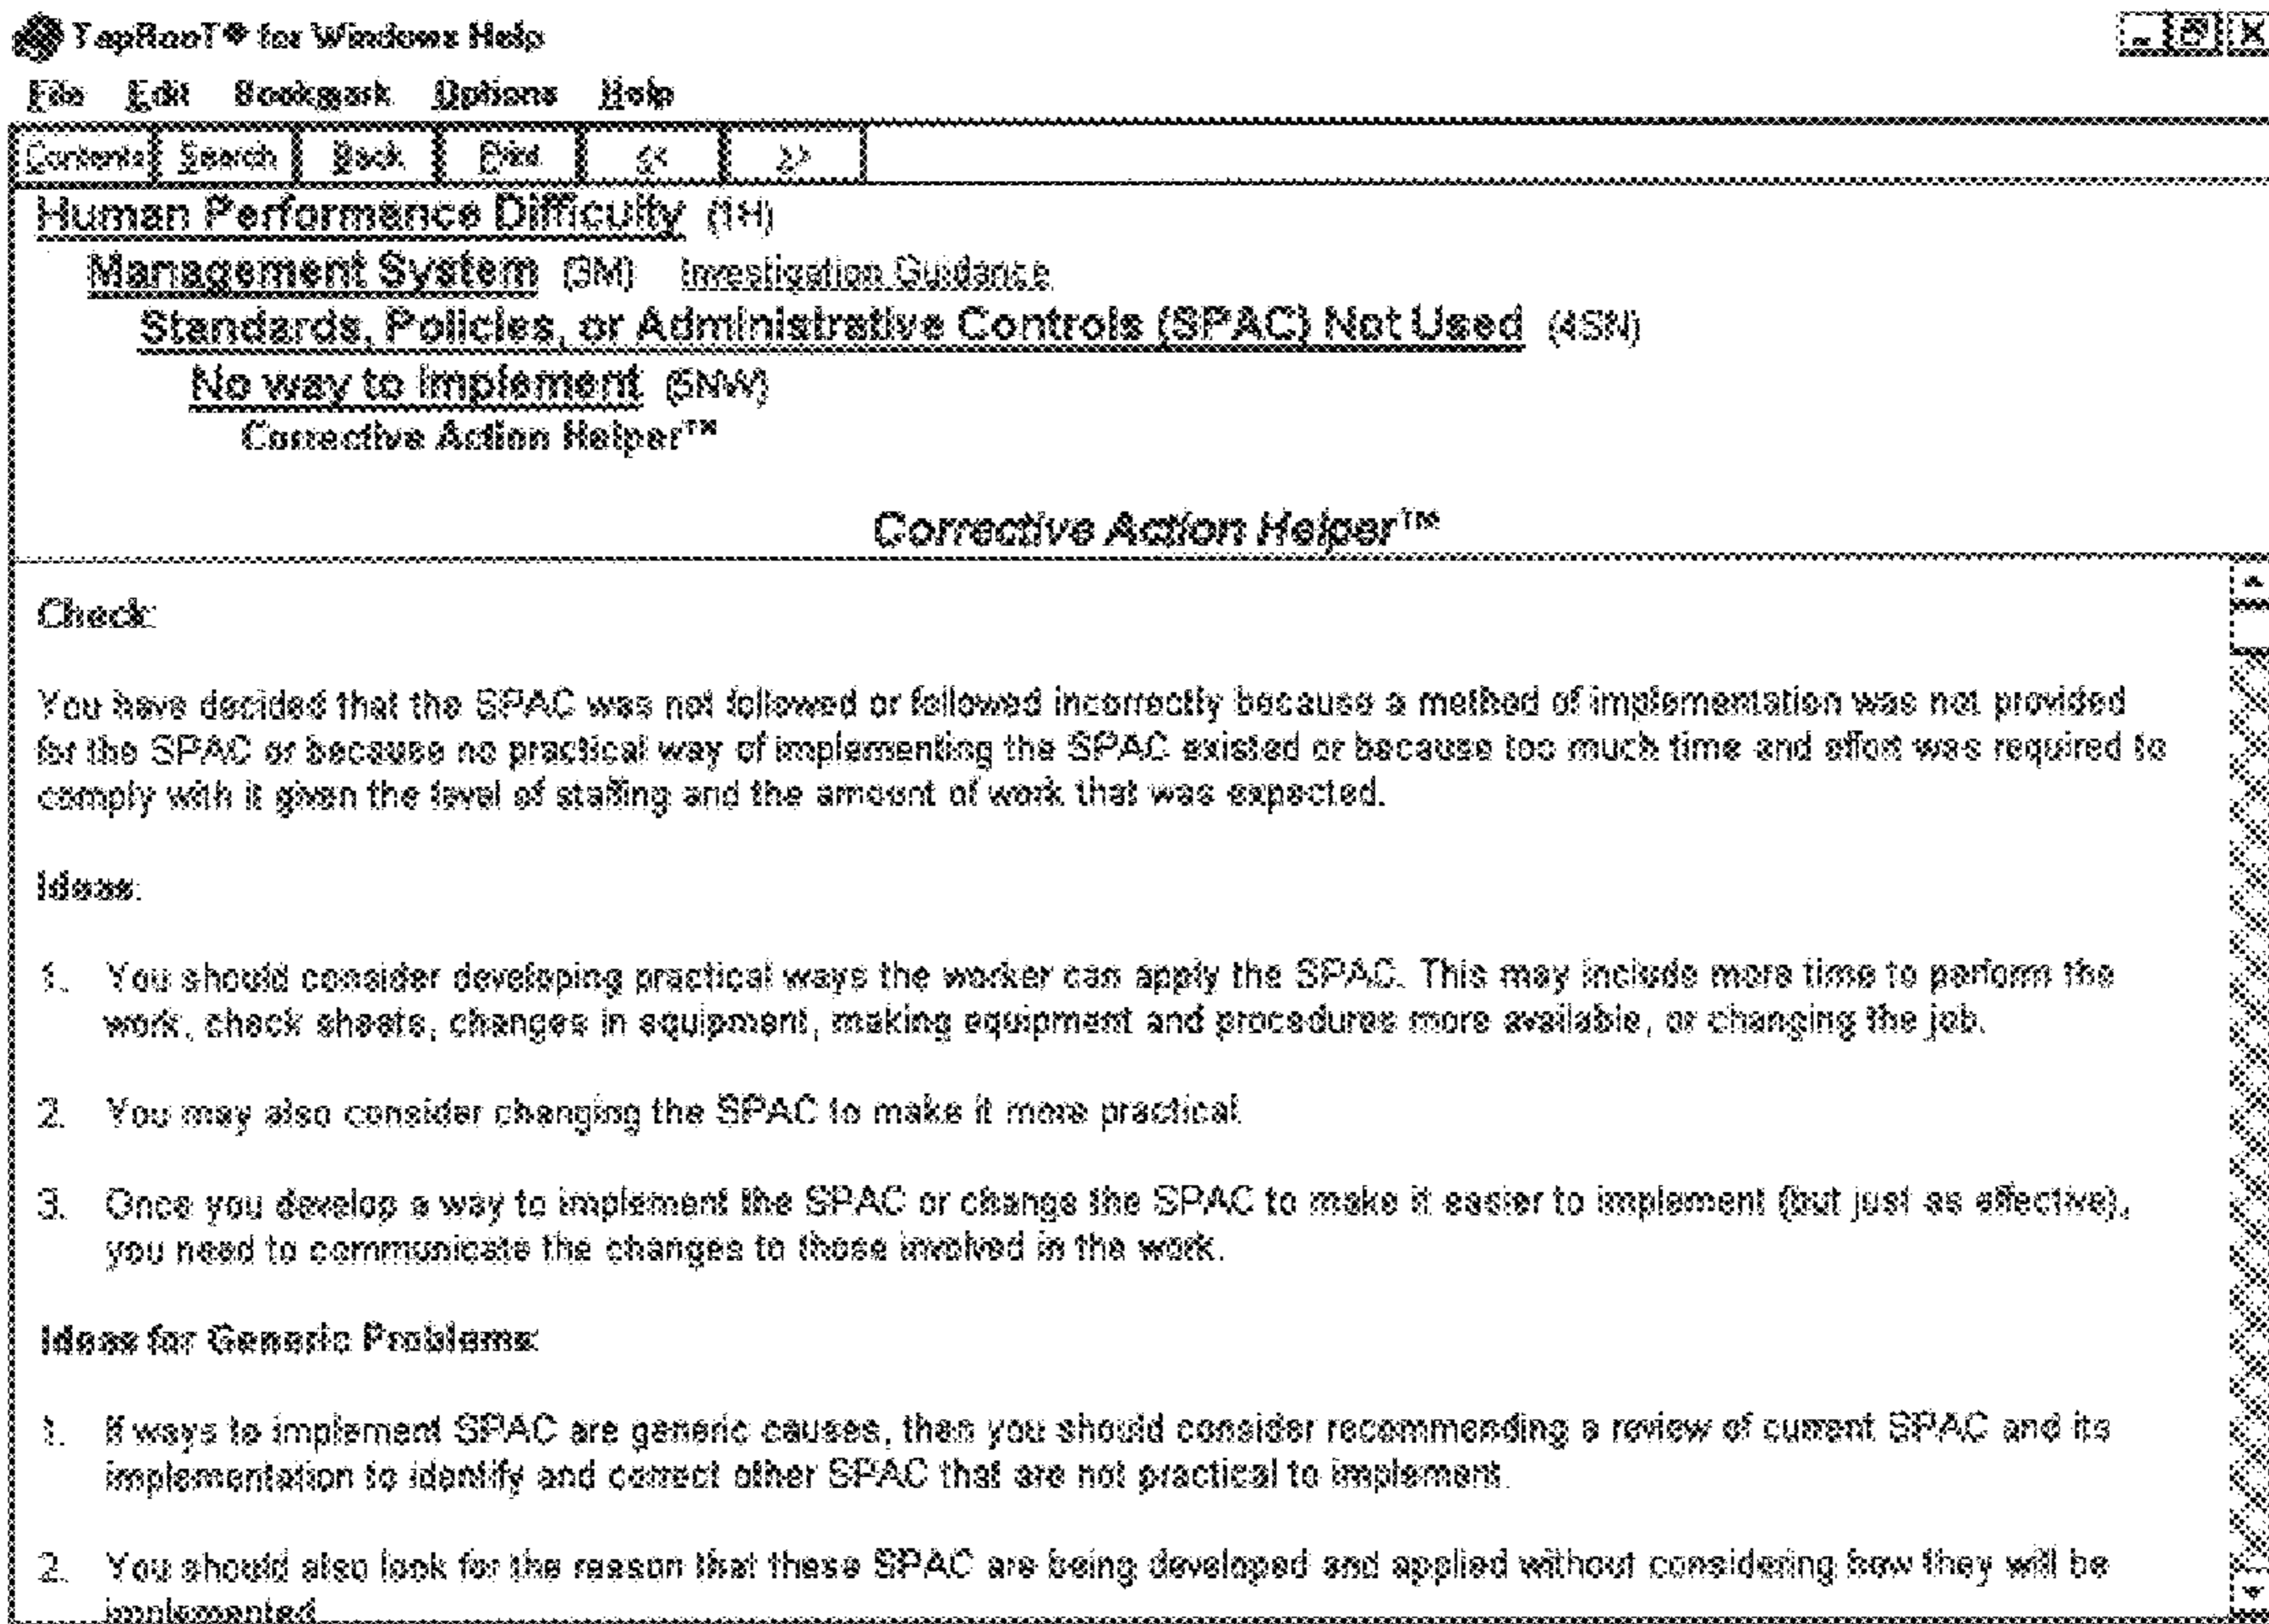 TapRooT® for Windows Help
File Edit Bookmark Options Help
Contents Search Back Print << >>
Human Performance Difficulty (1H)
Management System (3M) Investigation Guidance
Standards, Policies, or Administrative Controls (SPAC) Not Used (4SN)
No way to implement (5NW)
Corrective Action Helper™
Corrective Action Helper™
Check:
You have decided that the SPAC was not followed or followed incorrectly because a method of implementation was not provided
for the SPAC or because no practical way of implementing the SPAC existed or because too much time and effort was required to
comply with it given the level of staffing and the amount of work that was expected.
Ideas:
1. You should consider developing practical ways the worker can apply the SPAC. This may include more time to perform the
work, check sheets, changes in equipment, making equipment and procedures more available, or changing the job.
2. You may also consider changing the SPAC to make it more practical.
3. Once you develop a way to implement the SPAC or change the SPAC to make it easier to implement (but just as effective),
you need to communicate the changes to those involved in the work.
Ideas for Generic Problems:
1. If ways to implement SPAC are generic causes, then you should consider recommending a review of current SPAC and its
implementation to identify and correct other SPAC that are not practical to implement.
2. You should also look for the reason that these SPAC are being developed and applied without considering how they will be
implemented